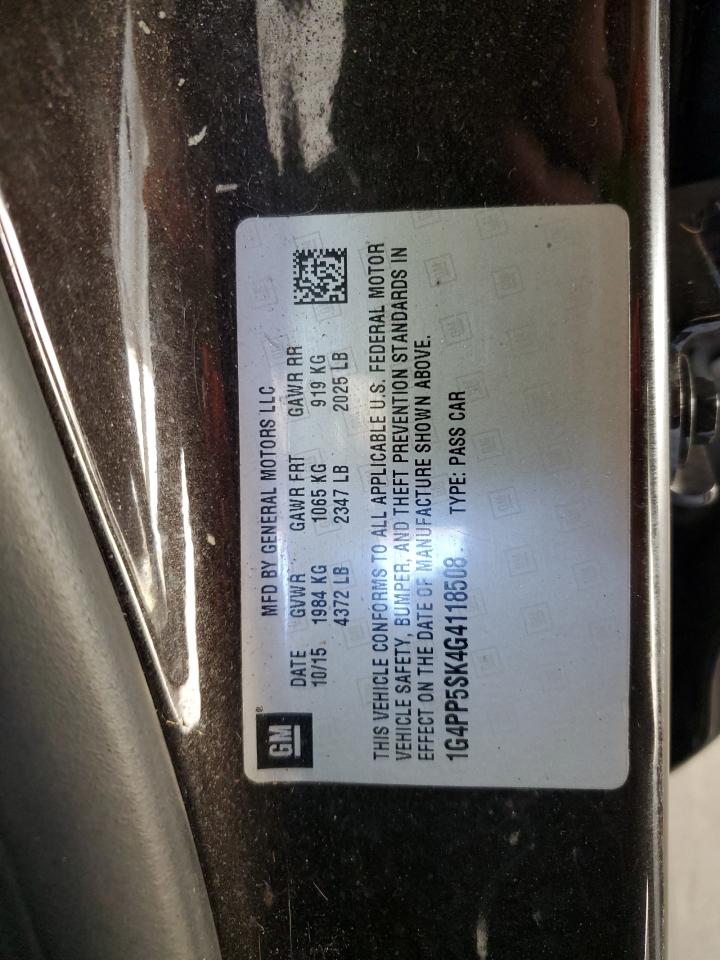 GM®
MFD BY GENERAL MOTORS LLC
DATE GVWR GAWR FRT GAWR RR
10/15 1984 KG 1065 KG 919 KG
4372 LB 2347 LB 2025 LB
THIS VEHICLE CONFORMS TO ALL APPLICABLE U.S. FEDERAL MOTOR
VEHICLE SAFETY, BUMPER, AND THEFT PREVENTION STANDARDS IN
EFFECT ON THE DATE OF MANUFACTURE SHOWN ABOVE.
1G4PP5SK4G4118508 TYPE: PASS CAR